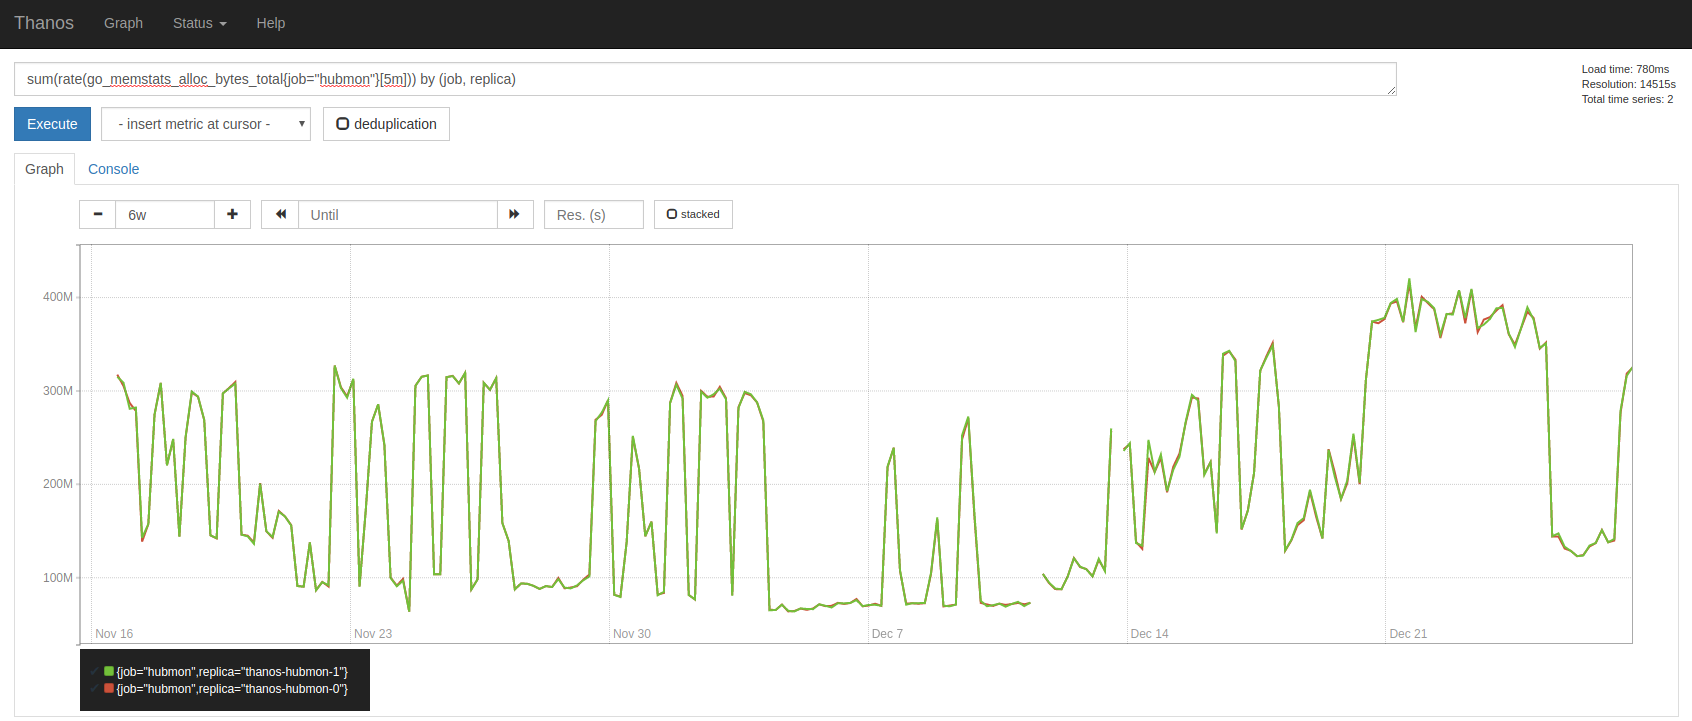 Thanos Graph Status Help
sum(rate(go_memstats_alloc_bytes_total{job="hubmon"}[5m])) by (job, replica)
Load time: 780ms
Resolution: 14515s
Total time series: 2
Execute - insert metric at cursor - deduplication
Graph Console
6w Until Res. (s) stacked
400M
300M
200M
100M
Nov 16 Nov 23 Nov 30 Dec 7 Dec 14 Dec 21
{job="hubmon",replica="thanos-hubmon-1"}
{job="hubmon",replica="thanos-hubmon-0"}